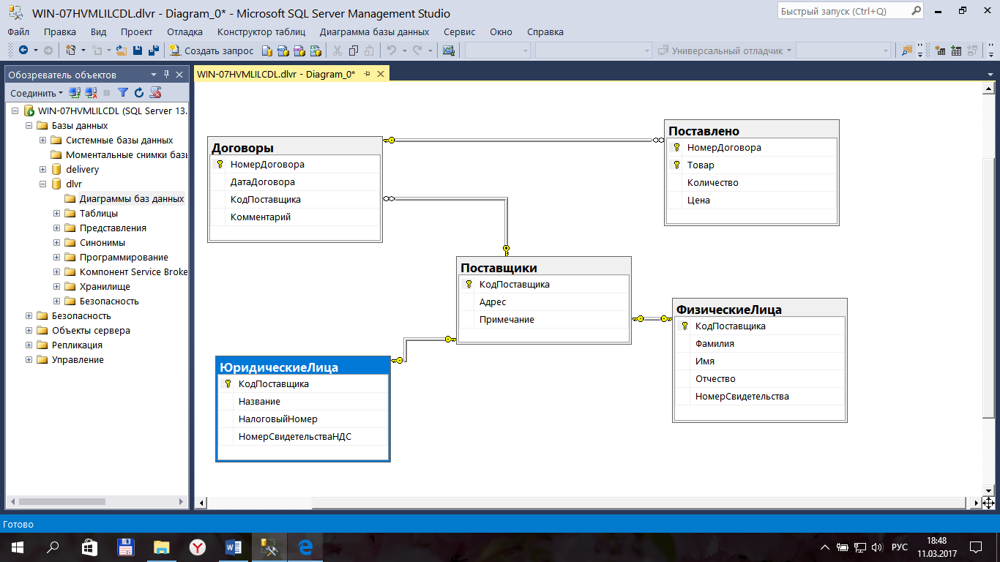 WIN-07HVMLILCDL.dlvr - Diagram_0* - Microsoft SQL Server Management Studio
Быстрый запуск (Ctrl+Q)
Файл Правка Вид Проект Отладка Конструктор таблиц Диаграмма базы данных Сервис Окно Справка
Создать запрос
Универсальный отладчик
Обозреватель объектов
WIN-07HVMLILCDL.dlvr - Diagram_0*
Соединить
WIN-07HVMLILCDL (SQL Server 13.
Базы данных
Системные базы данных
Моментальные снимки базы
delivery
dlvr
Диаграммы баз данных
Таблицы
Представления
Синонимы
Программирование
Компонент Service Broke
Хранилище
Безопасность
Безопасность
Объекты сервера
Репликация
Управление
Договоры
НомерДоговора
ДатаДоговора
КодПоставщика
Комментарий
Поставлено
НомерДоговора
Товар
Количество
Цена
Поставщики
КодПоставщика
Адрес
Примечание
ФизическиеЛица
КодПоставщика
Фамилия
Имя
Отчество
НомерСвидетельства
ЮридическиеЛица
КодПоставщика
Название
НалоговыйНомер
НомерСвидетельстваНДС
Готово
РУС
18:48
11.03.2017